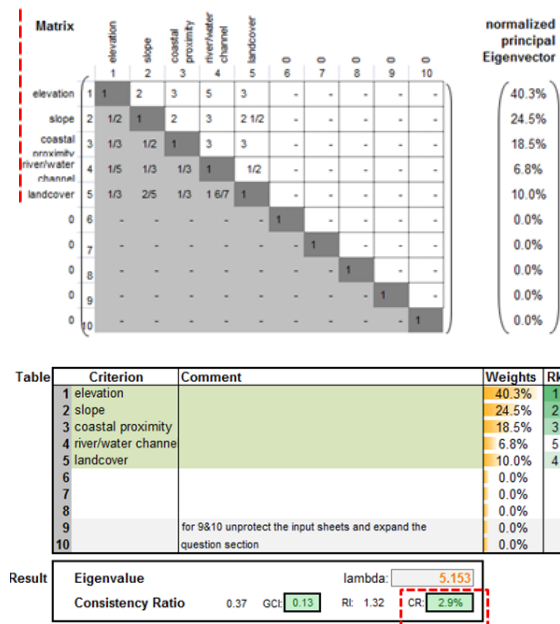 Matrix elevation slope coastal proximity river/water channel landcover 0 0 0 0 0 normalized principal Eigenvector
1 2 3 4 5 6 7 8 9 10
elevation 1 1 2 3 5 3 - - - - - 40.3%
slope 2 1/2 1 2 3 2 1/2 - - - - - 24.5%
coastal proximity 3 1/3 1/2 1 3 3 - - - - - 18.5%
river/water channel 4 1/5 1/3 1/3 1 1/2 - - - - - 6.8%
landcover 5 1/3 2/5 1/3 1 6/7 1 - - - - - 10.0%
0 6 - - - - - 1 - - - - 0.0%
0 7 - - - - - - 1 - - - 0.0%
0 8 - - - - - - - 1 - - 0.0%
0 9 - - - - - - - - 1 - 0.0%
0 10 - - - - - - - - - 1 0.0%
Table Criterion Comment Weights Rk
1 elevation 40.3% 1
2 slope 24.5% 2
3 coastal proximity 18.5% 3
4 river/water channe 6.8% 5
5 landcover 10.0% 4
6 0.0%
7 0.0%
8 0.0%
9 for 9&10 unprotect the input sheets and expand the 0.0%
10 question section 0.0%
Result Eigenvalue lambda: 5.153
Consistency Ratio 0.37 GCI: 0.13 RI: 1.32 CR: 2.9%